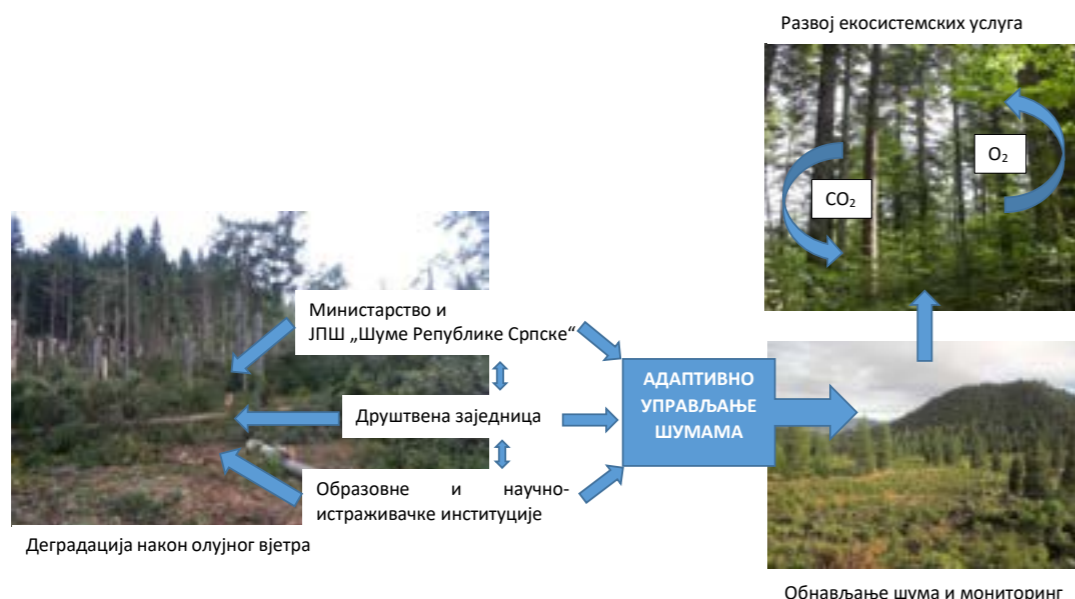 Развој екосистемских услуга
O₂
CO₂
Министарство и
ЈПШ „Шуме Републике Српске“
АДАПТИВНО
УПРАВЉАЊЕ
ШУМАМА
Друштвена заједница
Образовне и научно-
истраживачке институције
Деградација након олујног вјетра
Обнављање шума и мониторинг